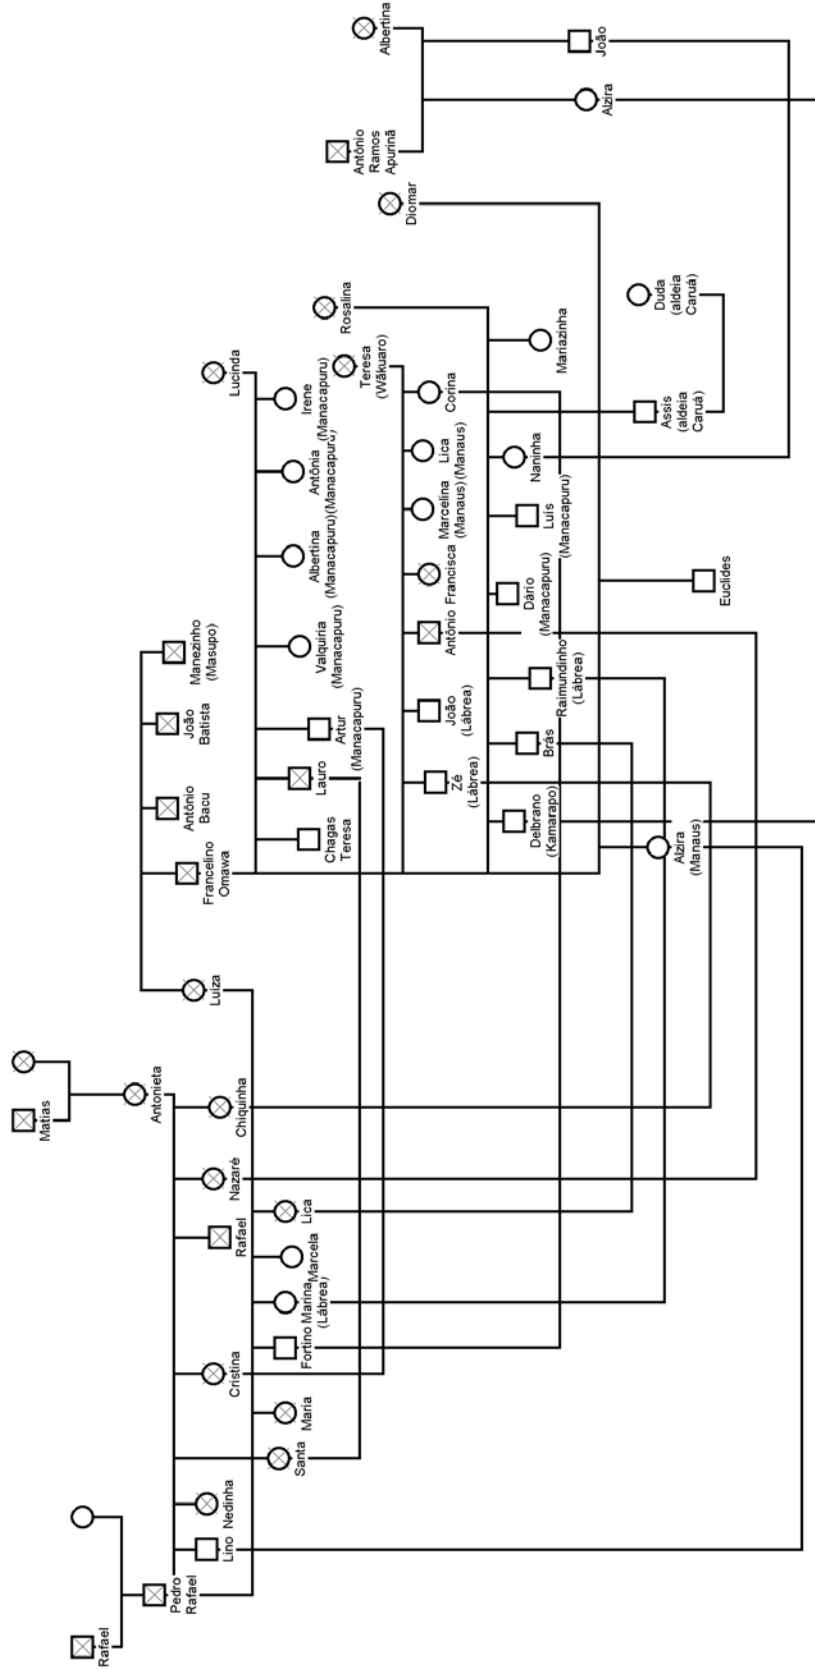 Matias
Rafael
Pedro
Rafael
Antonieta
Luiza
Francelino
Omawa
Antônio
Bacu
João
Batista
Manezinho
(Masupo)
Lino
Nedinha
Santa
Maria
Cristina
Fortino
Marina
(Lábrea)
Marcela
Lica
Rafael
Nazaré
Chiquinha
Lucinda
Chagas
Teresa
Lauro
Artur
(Manacapuru)
Valquiria
(Manacapuru)
Albertina
(Manacapuru)
Antônia
(Manacapuru)
Irene
(Manacapuru)
Teresa
(Wãkuaro)
Zé
(Lábrea)
João
(Lábrea)
Antônio
Francisca
Marcelina
(Manaus)
Lica
(Manaus)
Corina
Rosalina
Delbrano
(Kamarapo)
Brás
Raimundinho
(Lábrea)
Dário
(Manacapuru)
Luís
(Manacapuru)
Naninha
Assis
(aldeia
Caruá)
Mariazinha
Duda
(aldeia
Caruá)
Diomar
Alzira
(Manaus)
Euclides
Antônio
Ramos
Apurinã
Albertina
Alzira
João